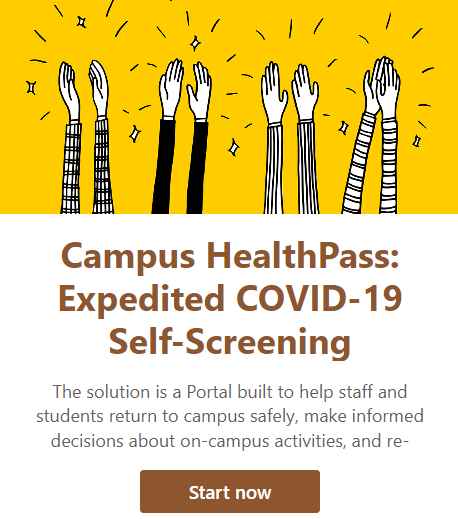 Campus HealthPass:
Expedited COVID-19
Self-Screening
The solution is a Portal built to help staff and
students return to campus safely, make informed
decisions about on-campus activities, and re-
Start now